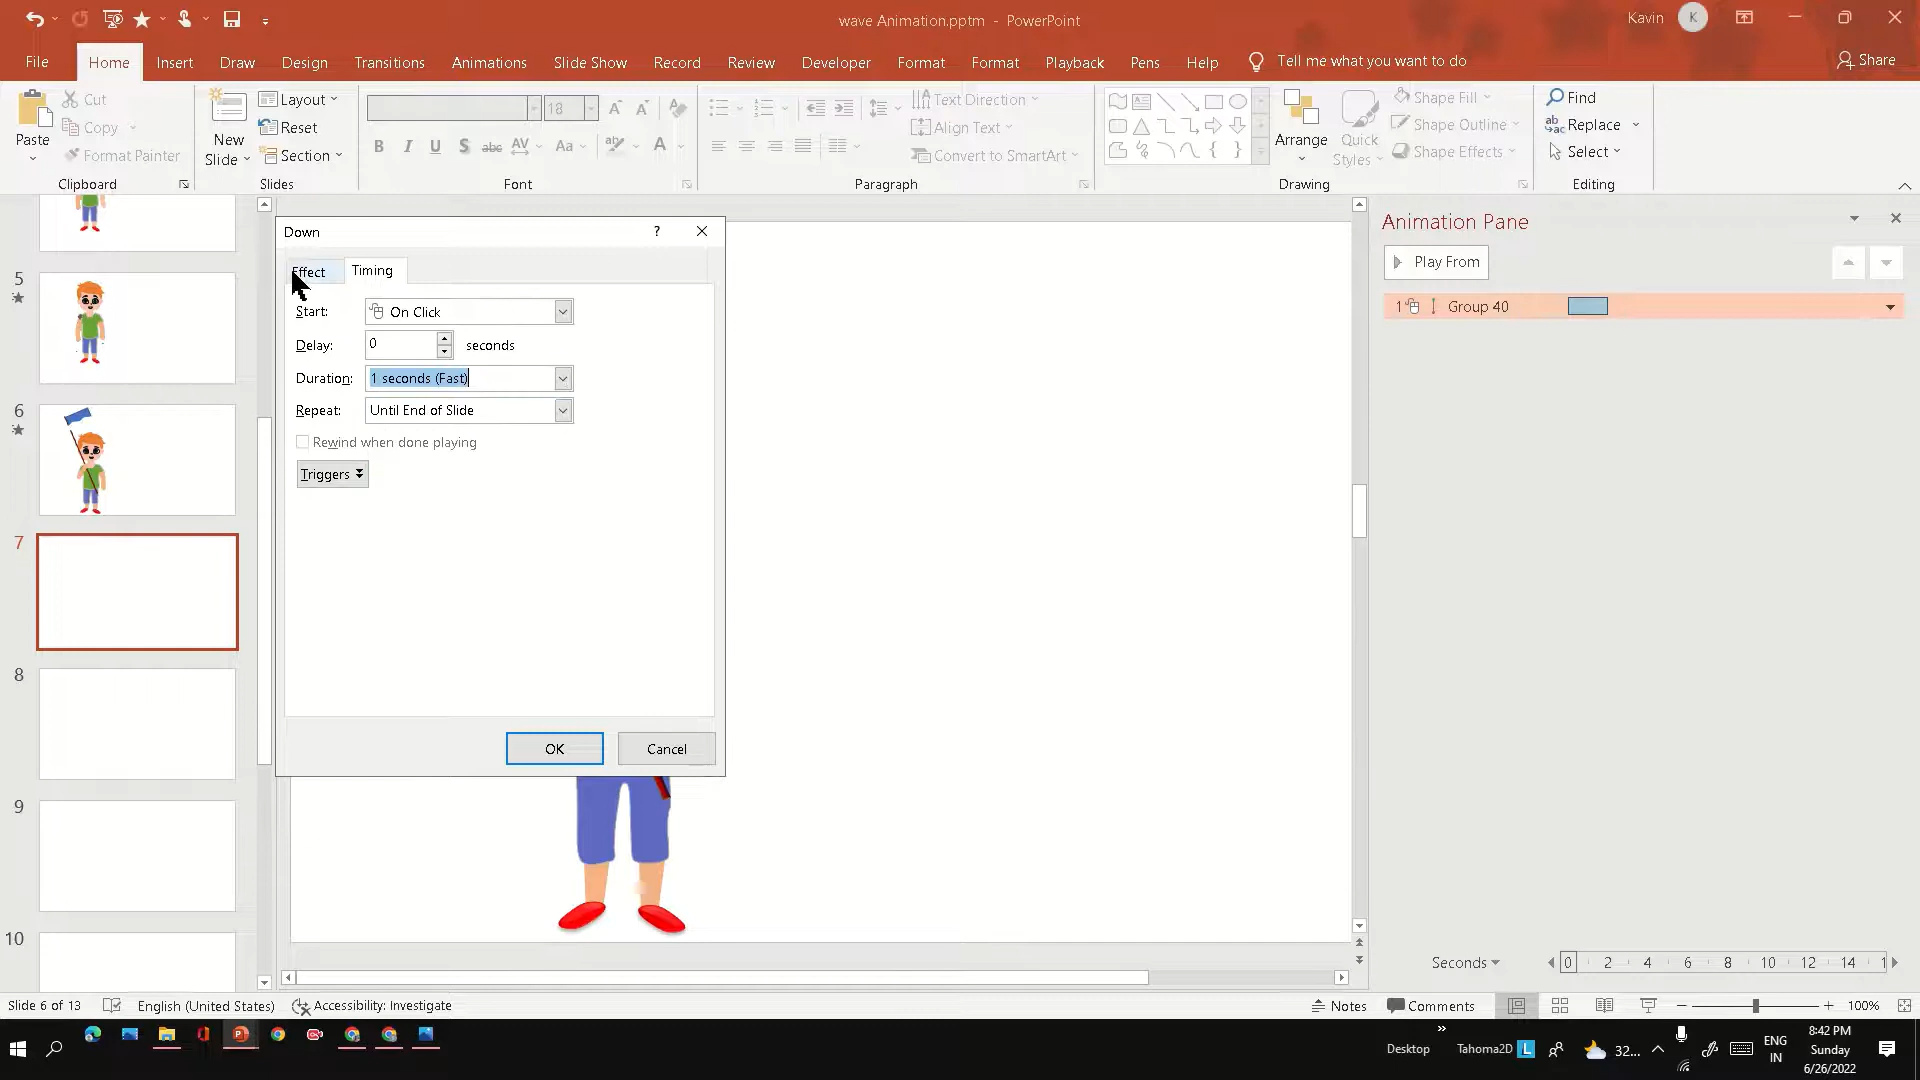 wave Animation.pptm - PowerPoint
Kavin
K
File
Home
Insert
Draw
Design
Transitions
Animations
Slide Show
Record
Review
Developer
Format
Format
Playback
Pens
Help
Tell me what you want to do
Share
Paste
Cut
Copy
Format Painter
Clipboard
New
Slide
Layout
Reset
Section
Slides
18
Font
Text Direction
Align Text
Convert to SmartArt
Paragraph
Arrange
Quick
Styles
Shape Fill
Shape Outline
Shape Effects
Drawing
Find
Replace
Select
Editing
5
6
7
8
9
10
Down
?
Effect
Timing
Start:
On Click
Delay:
0
seconds
Duration:
1 seconds (Fast)
Repeat:
Until End of Slide
Rewind when done playing
Triggers
OK
Cancel
Animation Pane
Play From
1
Group 40
Seconds
0
2
4
6
8
10
12
14
1
Slide 6 of 13
English (United States)
Accessibility: Investigate
Notes
Comments
100%
Desktop
Tahoma2D
L
32...
ENG
IN
8:42 PM
Sunday
6/26/2022